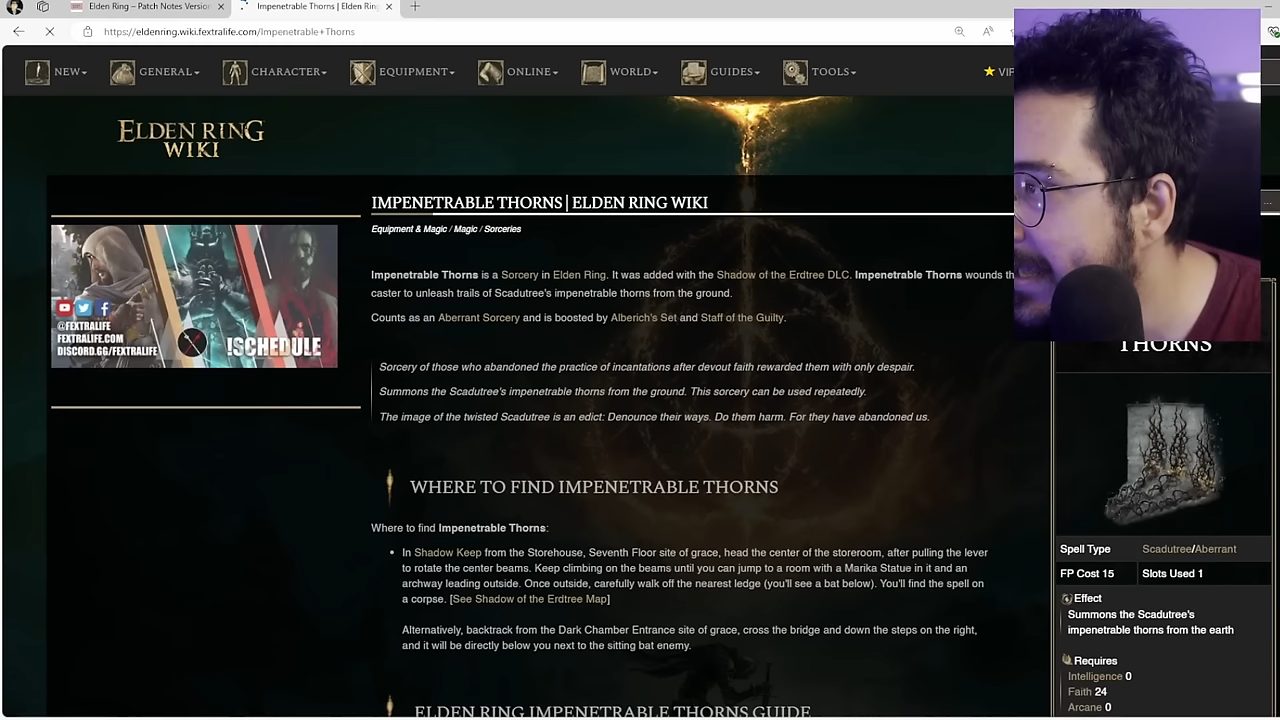 Elden Ring – Patch Notes Version
Impenetrable Thorns | Elden Ring
https://eldenring.wiki.fextralife.com/Impenetrable+Thorns
NEW
GENERAL
CHARACTER
EQUIPMENT
ONLINE
WORLD
GUIDES
TOOLS
VIP
ELDEN RING
WIKI
IMPENETRABLE THORNS | ELDEN RING WIKI
Equipment & Magic / Magic / Sorceries
@FEXTRALIFE
FEXTRALIFE.COM
DISCORD.GG/FEXTRALIFE
!SCHEDULE
Impenetrable Thorns is a Sorcery in Elden Ring. It was added with the Shadow of the Erdtree DLC. Impenetrable Thorns wounds th
caster to unleash trails of Scadutree's impenetrable thorns from the ground.
Counts as an Aberrant Sorcery and is boosted by Alberich's Set and Staff of the Guilty.
Sorcery of those who abandoned the practice of incantations after devout faith rewarded them with only despair.
Summons the Scadutree's impenetrable thorns from the ground. This sorcery can be used repeatedly.
The image of the twisted Scadutree is an edict: Denounce their ways. Do them harm. For they have abandoned us.
WHERE TO FIND IMPENETRABLE THORNS
Where to find Impenetrable Thorns:
• In Shadow Keep from the Storehouse, Seventh Floor site of grace, head the center of the storeroom, after pulling the lever
to rotate the center beams. Keep climbing on the beams until you can jump to a room with a Marika Statue in it and an
archway leading outside. Once outside, carefully walk off the nearest ledge (you'll see a bat below). You'll find the spell on
a corpse. [See Shadow of the Erdtree Map]
Alternatively, backtrack from the Dark Chamber Entrance site of grace, cross the bridge and down the steps on the right,
and it will be directly below you next to the sitting bat enemy.
ELDEN RING IMPENETRABLE THORNS GUIDE
THORNS
Spell Type Scadutree/Aberrant
FP Cost 15 Slots Used 1
Effect
Summons the Scadutree's
impenetrable thorns from the earth
Requires
Intelligence 0
Faith 24
Arcane 0